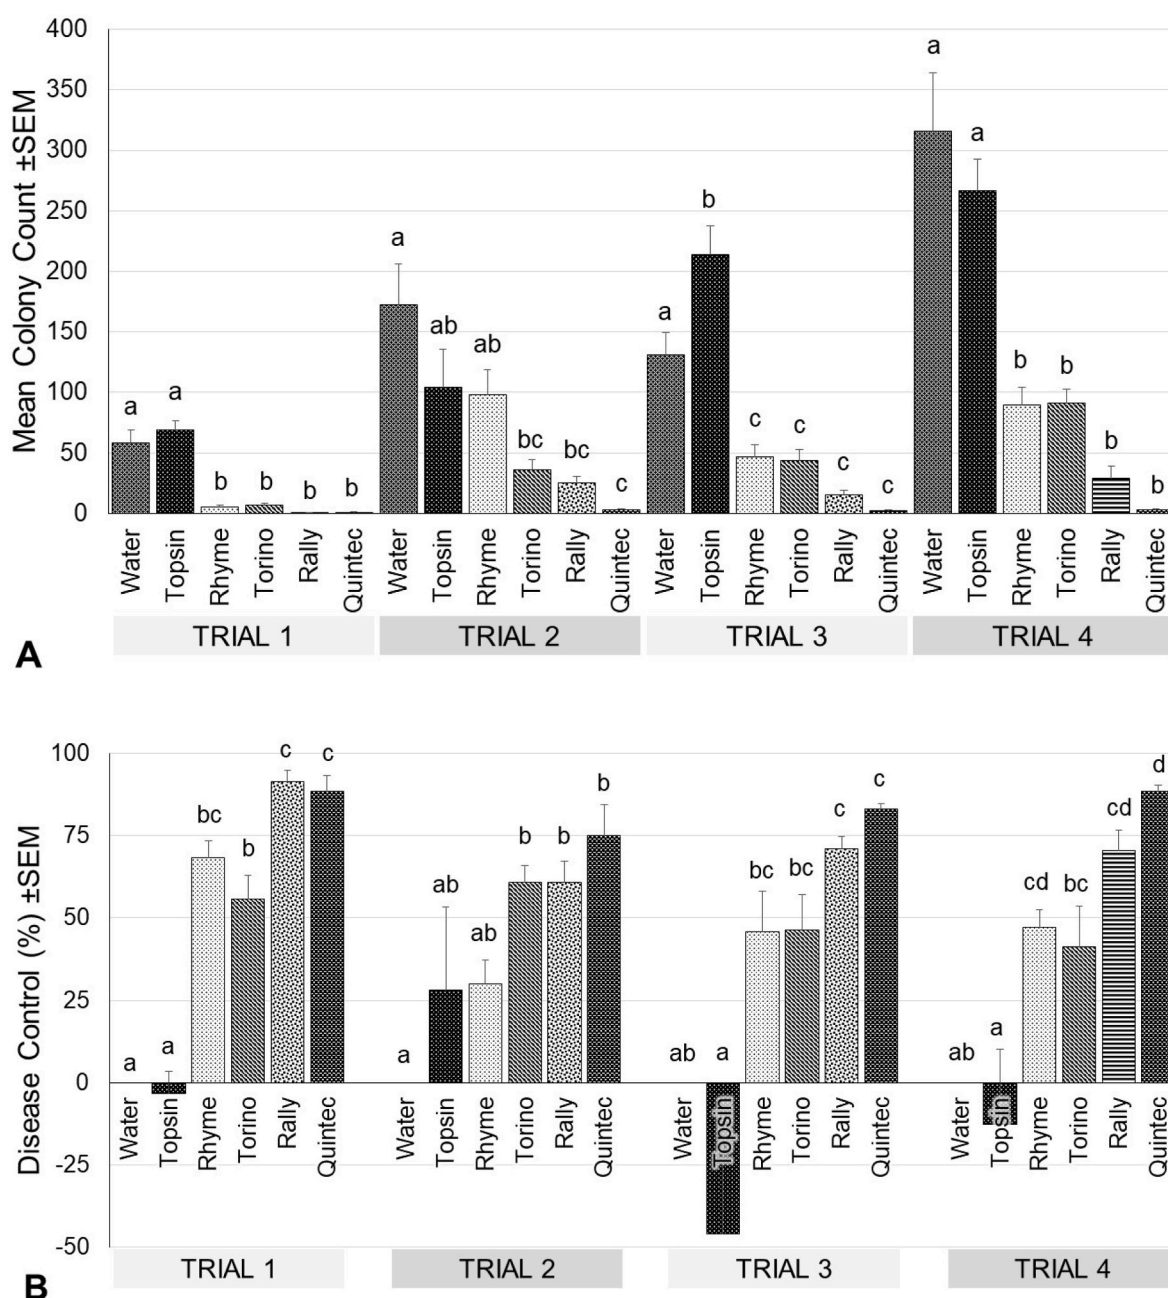 Mean Colony Count ±SEM
400
350
300
250
200
150
100
50
0
a a b b b b
a ab ab bc bc c
a b c c c c
a a b b b b
Water Topsin Rhyme Torino Rally Quintec
Water Topsin Rhyme Torino Rally Quintec
Water Topsin Rhyme Torino Rally Quintec
Water Topsin Rhyme Torino Rally Quintec
TRIAL 1 TRIAL 2 TRIAL 3 TRIAL 4
A
Disease Control (%) ±SEM
100
75
50
25
0
-25
-50
a a bc b c c
a ab ab b b b
ab a bc bc c c
ab a cd bc cd d
Water Topsin Rhyme Torino Rally Quintec
Water Topsin Rhyme Torino Rally Quintec
Water Topsin Rhyme Torino Rally Quintec
Water Topsin Rhyme Torino Rally Quintec
TRIAL 1 TRIAL 2 TRIAL 3 TRIAL 4
B